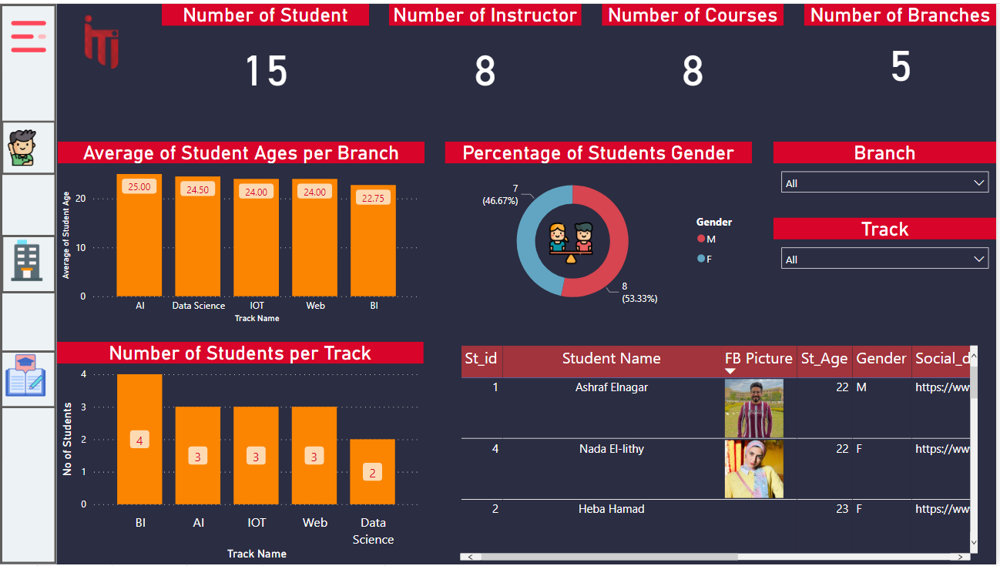 iTi
Number of Student
Number of Instructor
Number of Courses
Number of Branches
15
8
8
5
Average of Student Ages per Branch
Average of Student Age
20
10
0
25.00
24.50
24.00
24.00
22.75
AI
Data Science
IOT
Web
BI
Track Name
Percentage of Students Gender
7
(46.67%)
8
(53.33%)
Gender
M
F
Branch
All
Track
All
Number of Students per Track
No of Students
4
3
2
1
0
4
3
3
3
2
BI
AI
IOT
Web
Data
Science
Track Name
St_id Student Name FB Picture St_Age Gender Social_d
1 Ashraf Elnagar 22 M https://ww
4 Nada El-lithy 22 F https://ww
2 Heba Hamad 23 F https://ww